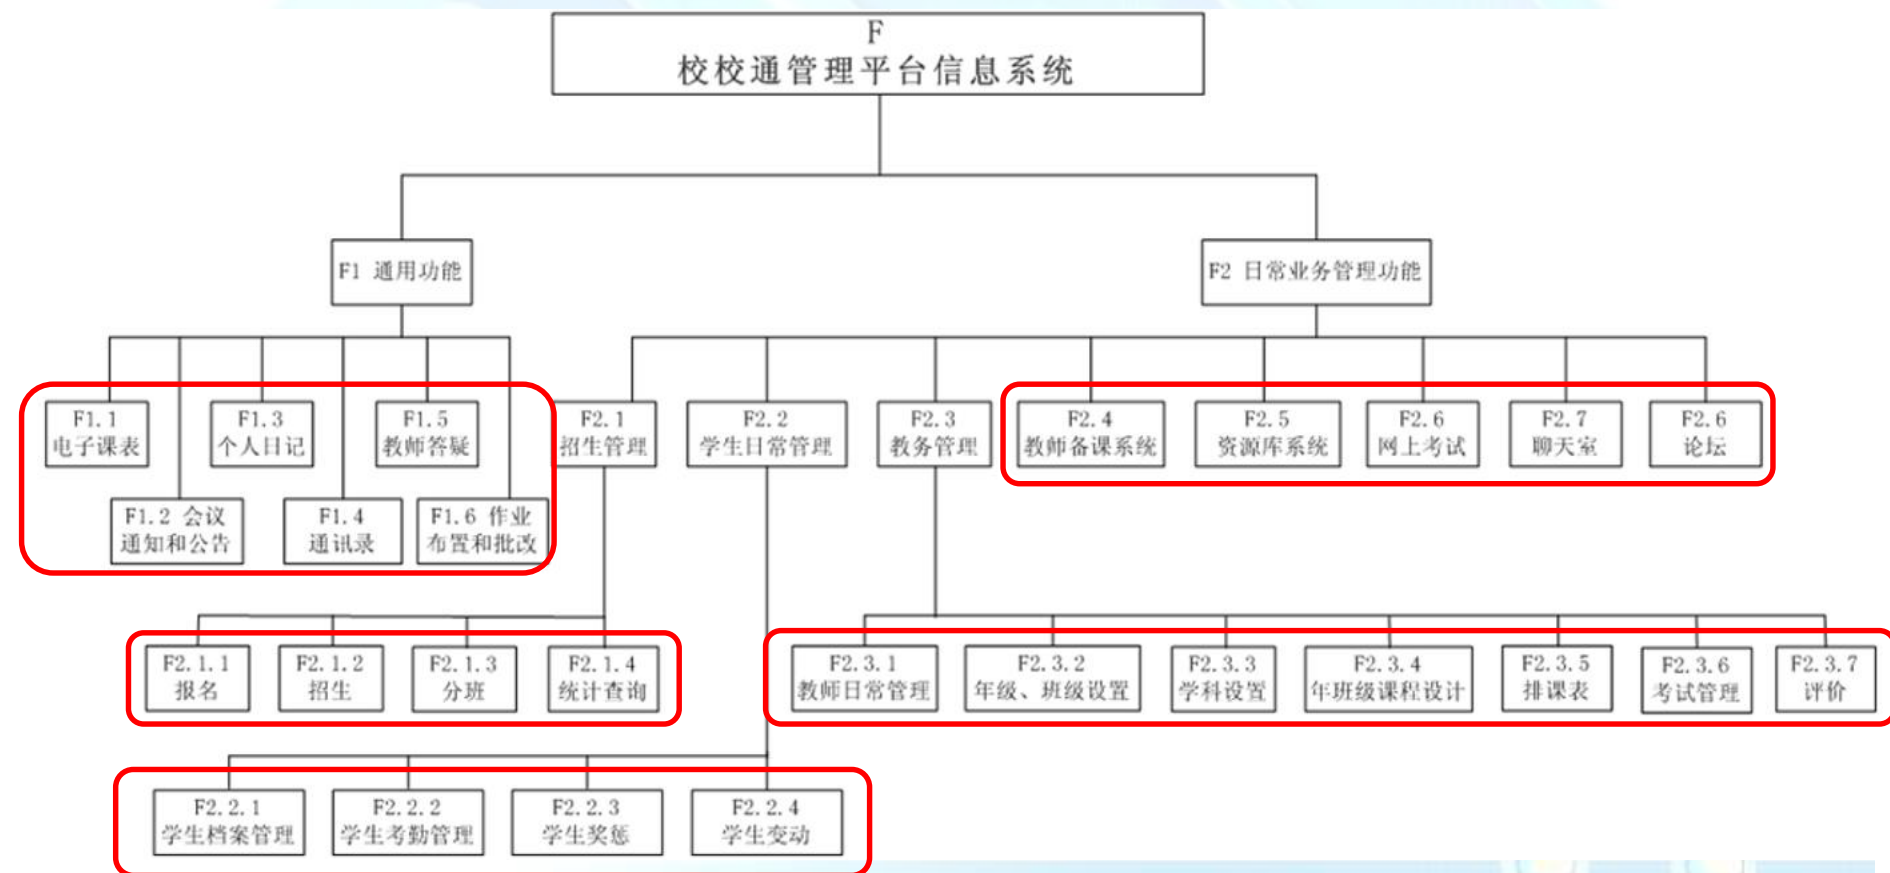 F
校校通管理平台信息系统
F1 通用功能
F2 日常业务管理功能
F1.1
电子课表
F1.3
个人日记
F1.5
教师答疑
F2.1
招生管理
F2.2
学生日常管理
F2.3
教务管理
F2.4
教师备课系统
F2.5
资源库系统
F2.6
网上考试
F2.7
聊天室
F2.6
论坛
F1.2 会议
通知和公告
F1.4
通讯录
F1.6 作业
布置和批改
F2.1.1
报名
F2.1.2
招生
F2.1.3
分班
F2.1.4
统计查询
F2.3.1
教师日常管理
F2.3.2
年级、班级设置
F2.3.3
学科设置
F2.3.4
年班级课程设计
F2.3.5
排课表
F2.3.6
考试管理
F2.3.7
评价
F2.2.1
学生档案管理
F2.2.2
学生考勤管理
F2.2.3
学生奖惩
F2.2.4
学生变动